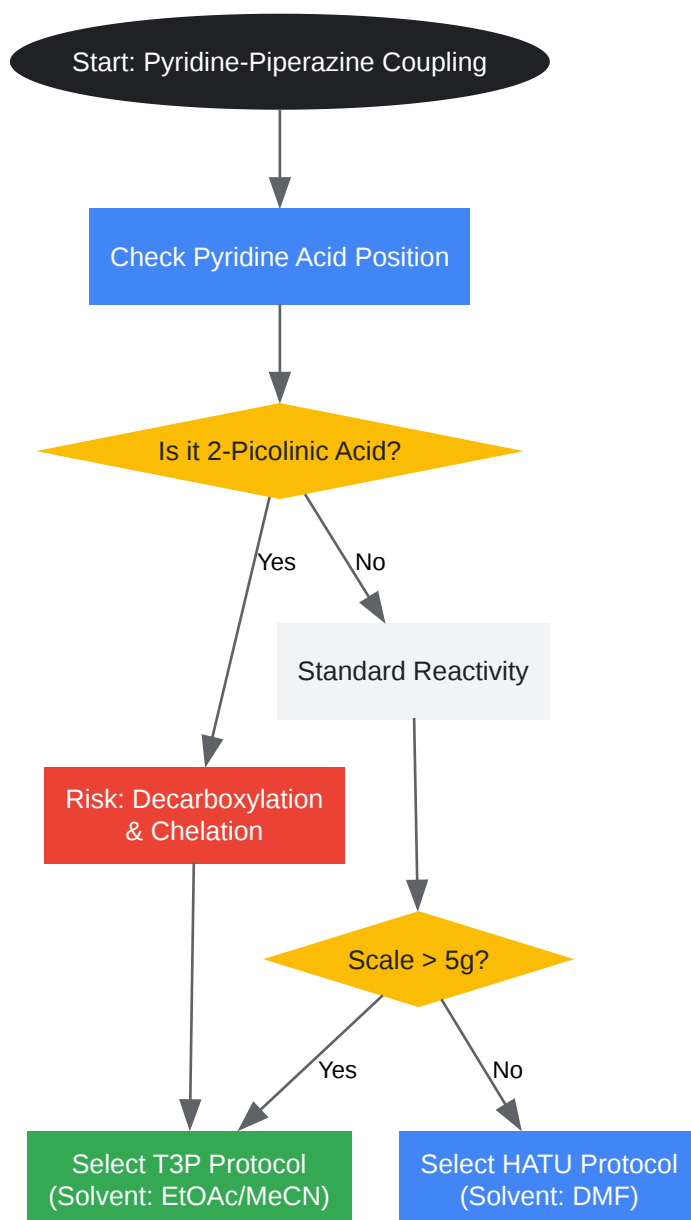 Start: Pyridine-Piperazine Coupling
Check Pyridine Acid Position
Is it 2-Picolinic Acid?
Yes
No
Standard Reactivity
Risk: Decarboxylation
& Chelation
Scale > 5g?
Yes
No
Select T3P Protocol
(Solvent: EtOAc/MeCN)
Select HATU Protocol
(Solvent: DMF)